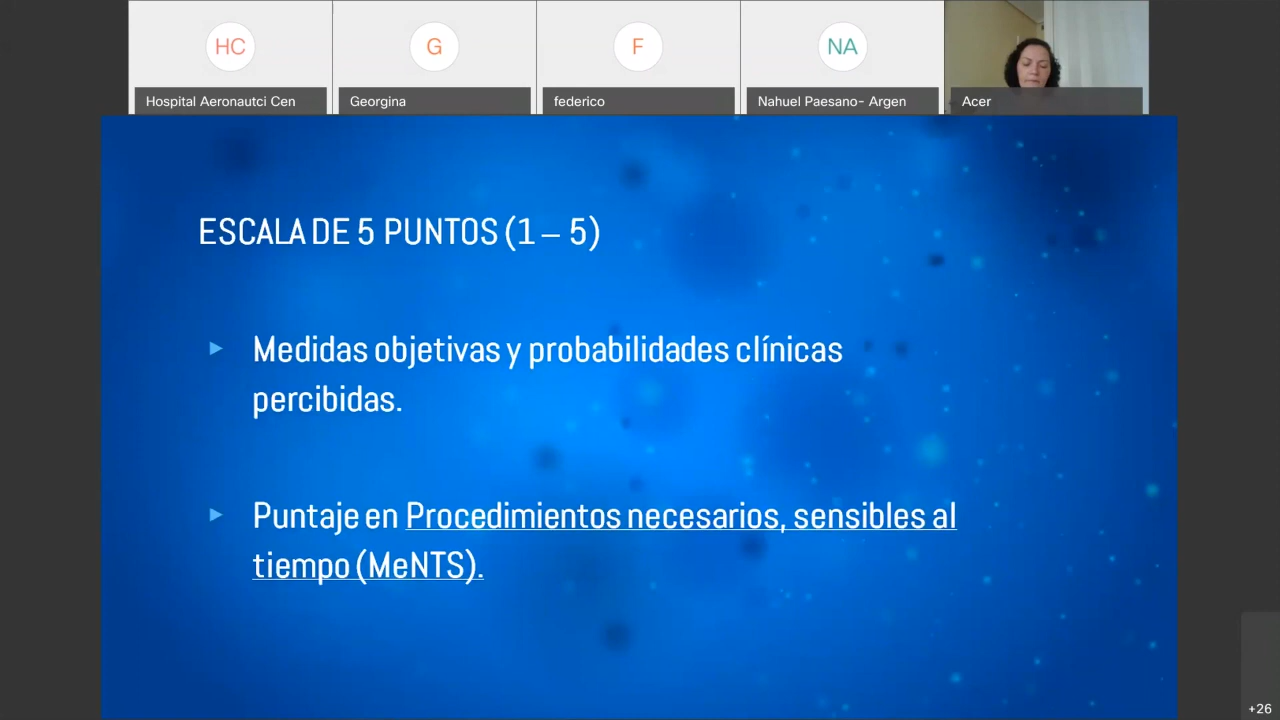 HC
G
F
NA
Hospital Aeronautci Cen
Georgina
federico
Nahuel Paesano- Argen
Acer
ESCALA DE 5 PUNTOS (1 – 5)
Medidas objetivas y probabilidades clínicas
percibidas.
Puntaje en Procedimientos necesarios, sensibles al
tiempo (MeNTS).
+26